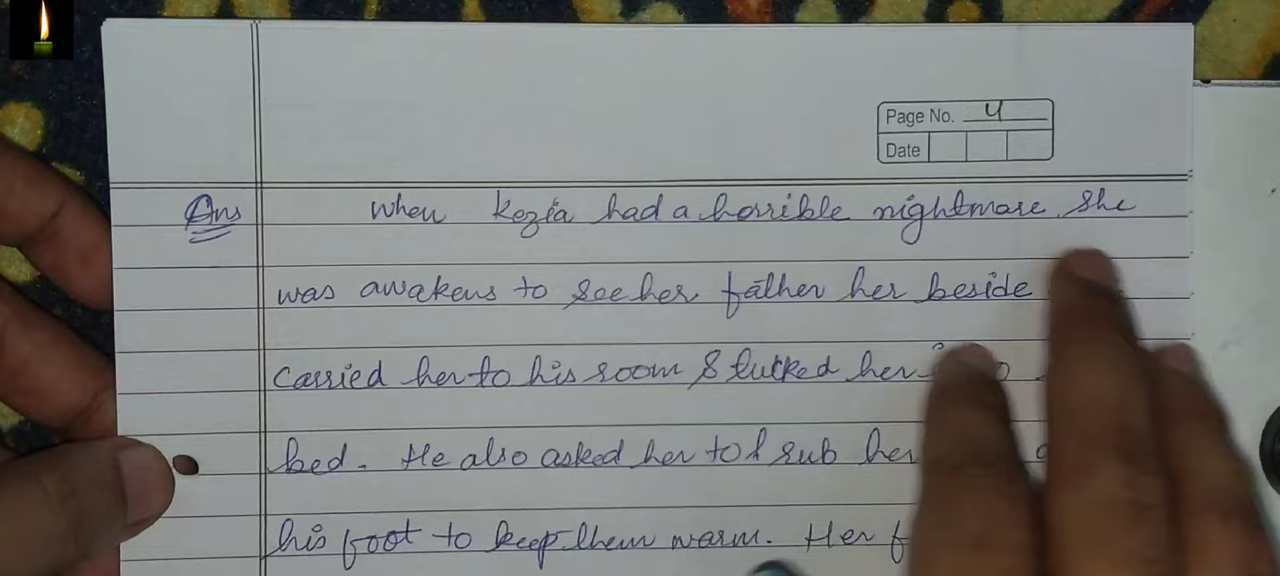 Page No. 4
Date
Ans When Kezia had a horrible nightmare she
was awakens to see her father her beside
carried her to his room & tucked her
bed. He also asked her to rub her
his foot to keep them warm. Her